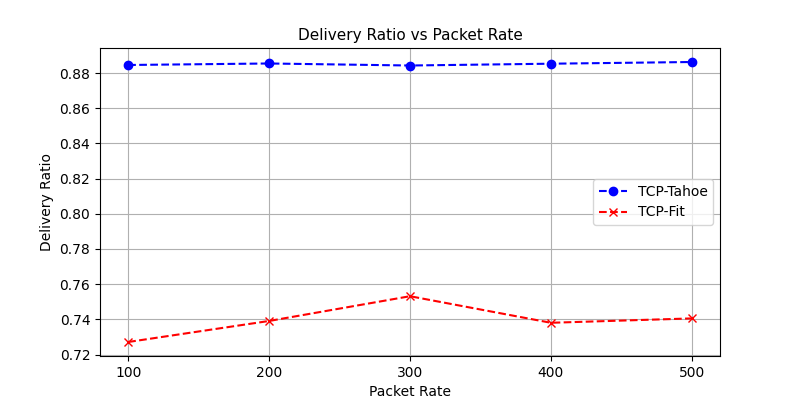 Delivery Ratio vs Packet Rate
Delivery Ratio
0.88
0.86
0.84
0.82
0.80
0.78
0.76
0.74
0.72
TCP-Tahoe
TCP-Fit
100 200 300 400 500
Packet Rate